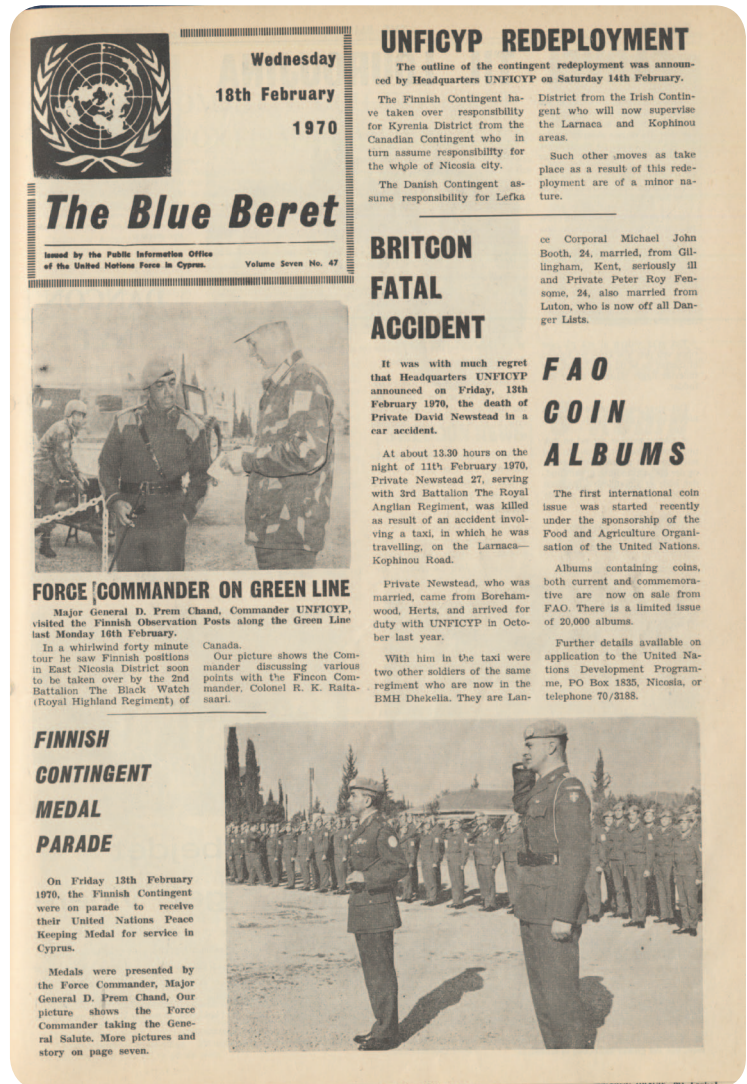 Wednesday
18th February
1970
The Blue Beret
Issued by the Public Information Office
of the United Nations Force in Cyprus.
Volume Seven No. 47
UNFICYP REDEPLOYMENT
The outline of the contingent redeployment was announ-
ced by Headquarters UNFICYP on Saturday 14th February.
The Finnish Contingent ha-
ve taken over responsibility
for Kyrenia District from the
Canadian Contingent who in
turn assume responsibility for
the whole of Nicosia city.
The Danish Contingent as-
sume responsibility for Lefka
District from the Irish Contin-
gent who will now supervise
the Larnaca and Kophinou
areas.
Such other moves as take
place as a result of this rede-
ployment are of a minor na-
ture.
BRITCON
FATAL
ACCIDENT
It was with much regret
that Headquarters UNFICYP
announced on Friday, 13th
February 1970, the death of
Private David Newstead in a
car accident.
At about 13.30 hours on the
night of 11th February 1970,
Private Newstead 27, serving
with 3rd Battalion The Royal
Anglian Regiment, was killed
as result of an accident invol-
ving a taxi, in which he was
travelling, on the Larnaca—
Kophinou Road.
Private Newstead, who was
married, came from Boreham-
wood, Herts, and arrived for
duty with UNFICYP in Octo-
ber last year.
With him in the taxi were
two other soldiers of the same
regiment who are now in the
BMH Dhekelia. They are Lan-
ce Corporal Michael John
Booth, 24, married, from Gil-
lingham, Kent, seriously ill
and Private Peter Roy Fen-
some, 24, also married from
Luton, who is now off all Dan-
ger Lists.
FAO
COIN
ALBUMS
The first international coin
issue was started recently
under the sponsorship of the
Food and Agriculture Organi-
sation of the United Nations.
Albums containing coins,
both current and commemora-
tive are now on sale from
FAO. There is a limited issue
of 20,000 albums.
Further details available on
application to the United Na-
tions Development Program-
me, PO Box 1835, Nicosia, or
telephone 70/3188.
FORCE COMMANDER ON GREEN LINE
Major General D. Prem Chand, Commander UNFICYP,
visited the Finnish Observation Posts along the Green Line
last Monday 16th February.
In a whirlwind forty minute
tour he saw Finnish positions
in East Nicosia District soon
to be taken over by the 2nd
Battalion The Black Watch
(Royal Highland Regiment) of
Canada.
Our picture shows the Com-
mander discussing various
points with the Fincon Com-
mander, Colonel R. K. Raita-
saari.
FINNISH
CONTINGENT
MEDAL
PARADE
On Friday 13th February
1970, the Finnish Contingent
were on parade to receive
their United Nations Peace
Keeping Medal for service in
Cyprus.
Medals were presented by
the Force Commander, Major
General D. Prem Chand, Our
picture shows the Force
Commander taking the Gene-
ral Salute. More pictures and
story on page seven.